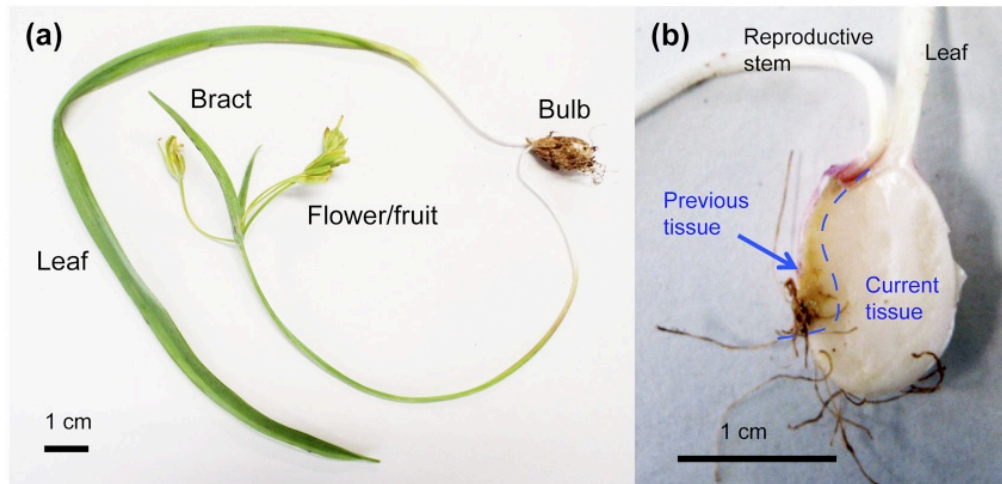 (a)
Bract
Bulb
Flower/fruit
Leaf
1 cm
(b)
Reproductive
stem
Leaf
Previous
tissue
Current
tissue
1 cm